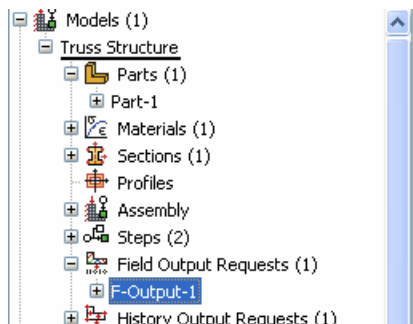 Models (1)
Truss Structure
Parts (1)
Part-1
Materials (1)
Sections (1)
Profiles
Assembly
Steps (2)
Field Output Requests (1)
F-Output-1
History Output Requests (1)